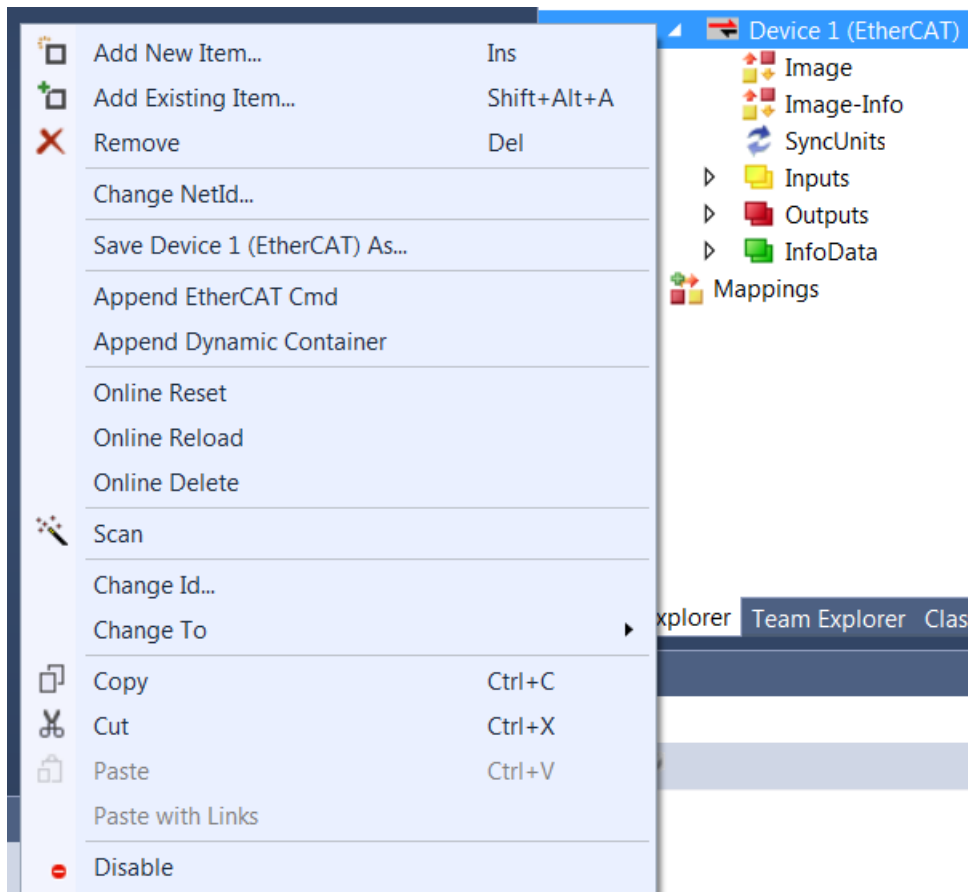 Add New Item... Ins
Add Existing Item... Shift+Alt+A
Remove Del
Change NetId...
Save Device 1 (EtherCAT) As...
Append EtherCAT Cmd
Append Dynamic Container
Online Reset
Online Reload
Online Delete
Scan
Change Id...
Change To
Copy Ctrl+C
Cut Ctrl+X
Paste Ctrl+V
Paste with Links
Disable
Device 1 (EtherCAT)
Image
Image-Info
SyncUnits
Inputs
Outputs
InfoData
Mappings
xplorer Team Explorer Clas